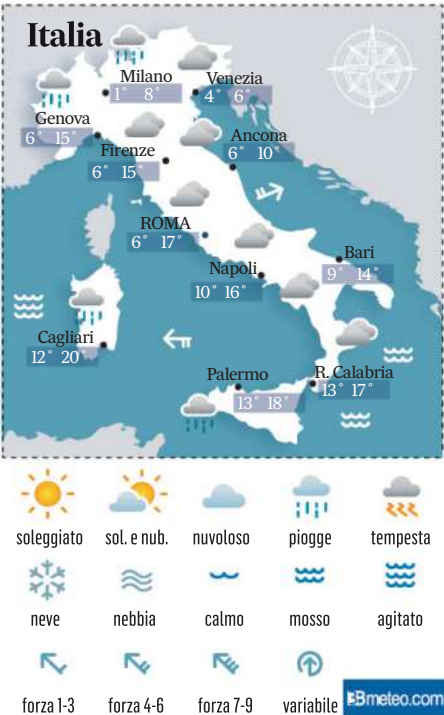 Italia
Milano
1° 8°
Venezia
4° 6°
Genova
6° 15°
Firenze
6° 15°
Ancona
6° 10°
ROMA
6° 17°
Bari
9° 14°
Napoli
10° 16°
Cagliari
12° 20°
Palermo
13° 18°
R. Calabria
13° 17°
soleggiato sol. e nub. nuvoloso piogge tempesta
neve nebbia calmo mosso agitato
forza 1-3 forza 4-6 forza 7-9 variabile
3Bmeteo.com